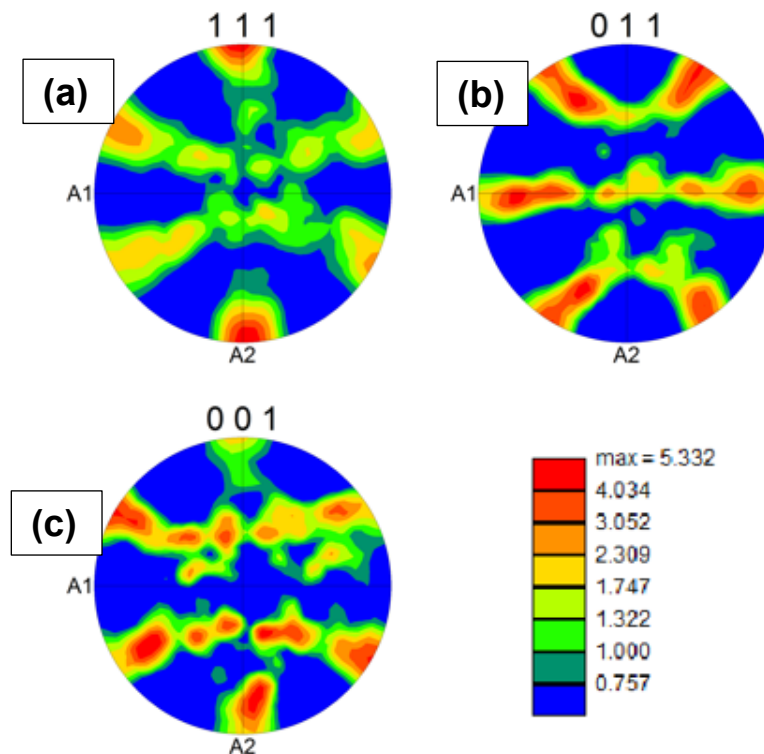 1 1 1
(a)
A1
A2
0 1 1
(b)
A1
A2
0 0 1
(c)
A1
A2
max = 5.332
4.034
3.052
2.309
1.747
1.322
1.000
0.757